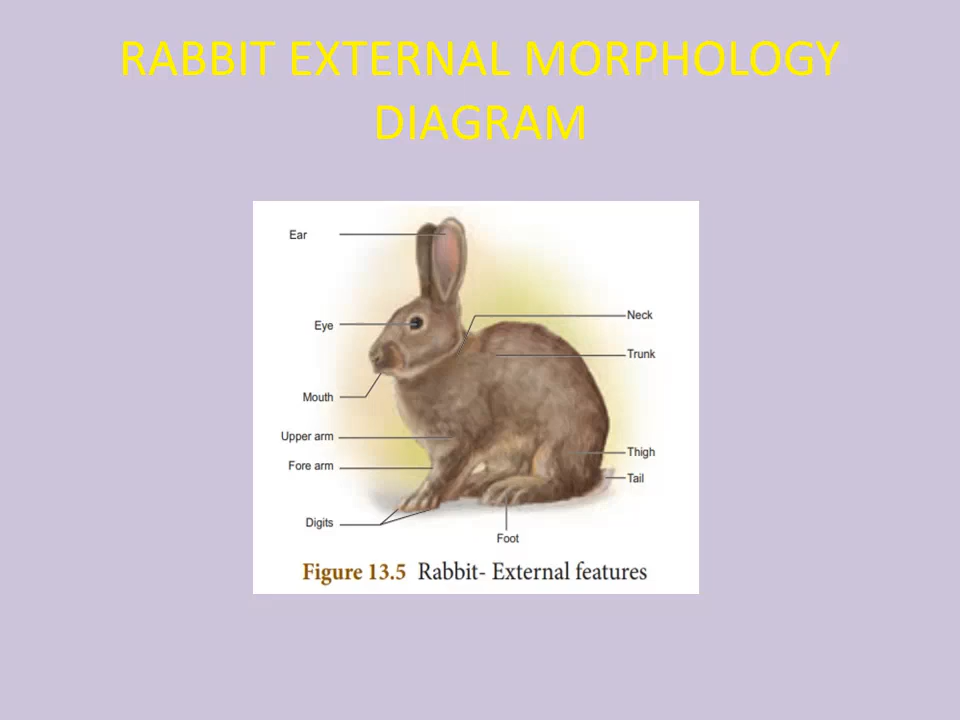 RABBIT EXTERNAL MORPHOLOGY
DIAGRAM
Ear
Eye
Neck
Trunk
Mouth
Upper arm
Thigh
Fore arm
Tail
Digits
Foot
Figure 13.5 Rabbit- External features